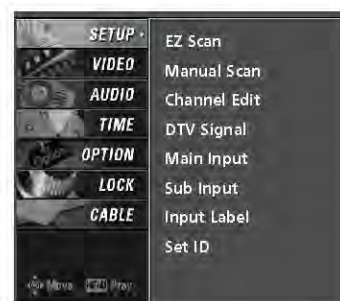 SETUP
VIDEO
AUDIO
TIME
OPTION
LOCK
CABLE
Move Prev.
EZ Scan
Manual Scan
Channel Edit
DTV Signal
Main Input
Sub Input
Input Label
Set ID